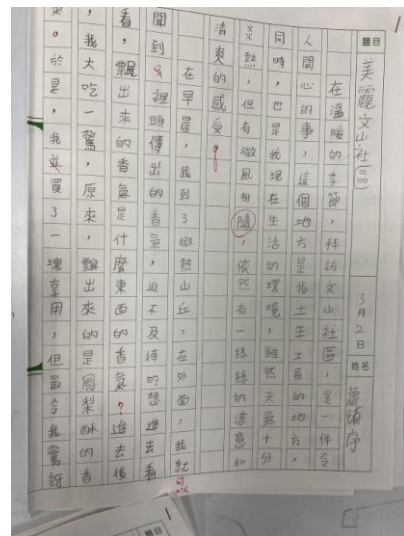 題目 美麗文山社(100) 3月2日 姓名
在溫暖的季節，拜訪文山社區，是一件令
人開心的事，這個地方是我土生土長的地方，
同時，也是我現在生活的環境，雖然天氣十分
炎熱，但有微風相隨，依然有一絲絲的涼意和
清爽的感受。
在早晨，我到了微熱山丘，在外面，我就可以
聞到裡頭傳出的香氣，迫不及待的想進去看
看，飄出來的香氣是什麼東西的香氣？進去後
，我大吃一驚，原來，飄出來的是鳳梨酥的香
氣。於是，我並買了一塊享用，但最令我驚訝